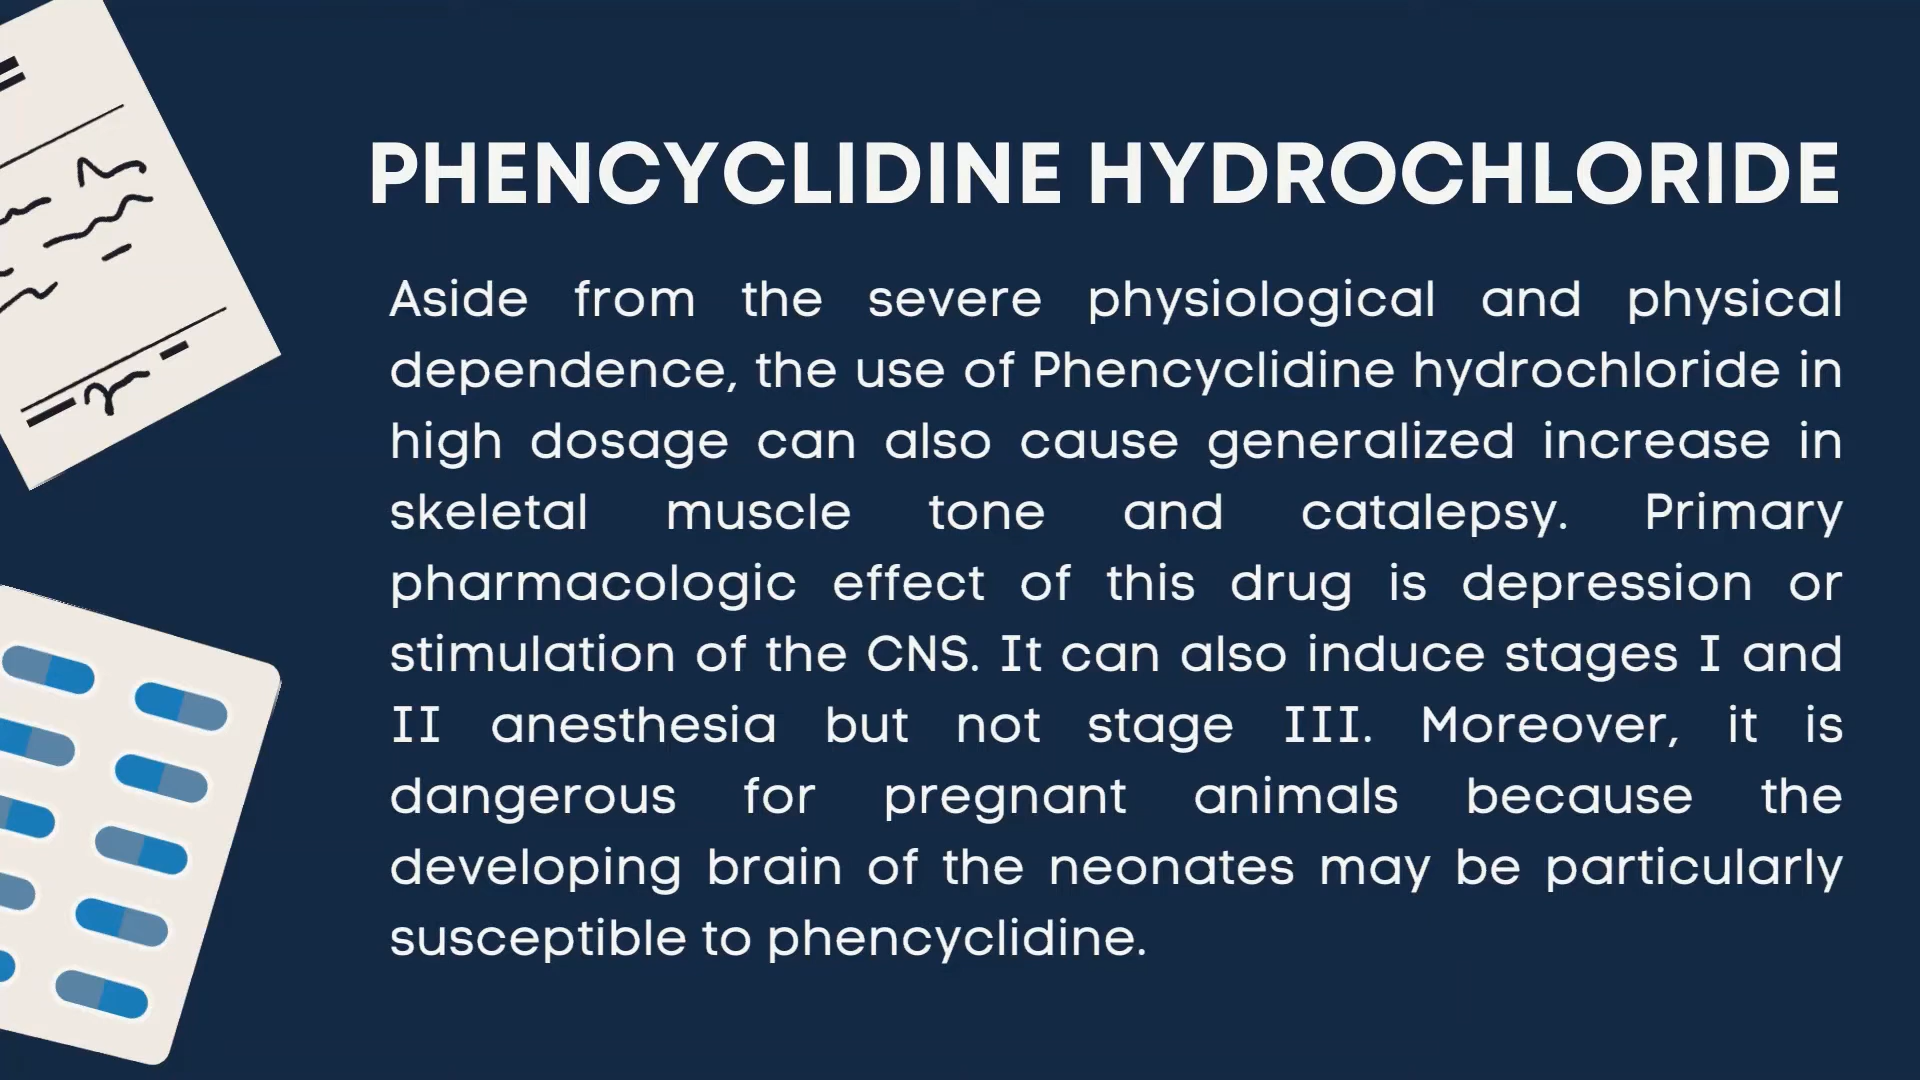 PHENCYCLIDINE HYDROCHLORIDE
Aside from the severe physiological and physical
dependence, the use of Phencyclidine hydrochloride in
high dosage can also cause generalized increase in
skeletal muscle tone and catalepsy. Primary
pharmacologic effect of this drug is depression or
stimulation of the CNS. It can also induce stages I and
II anesthesia but not stage III. Moreover, it is
dangerous for pregnant animals because the
developing brain of the neonates may be particularly
susceptible to phencyclidine.